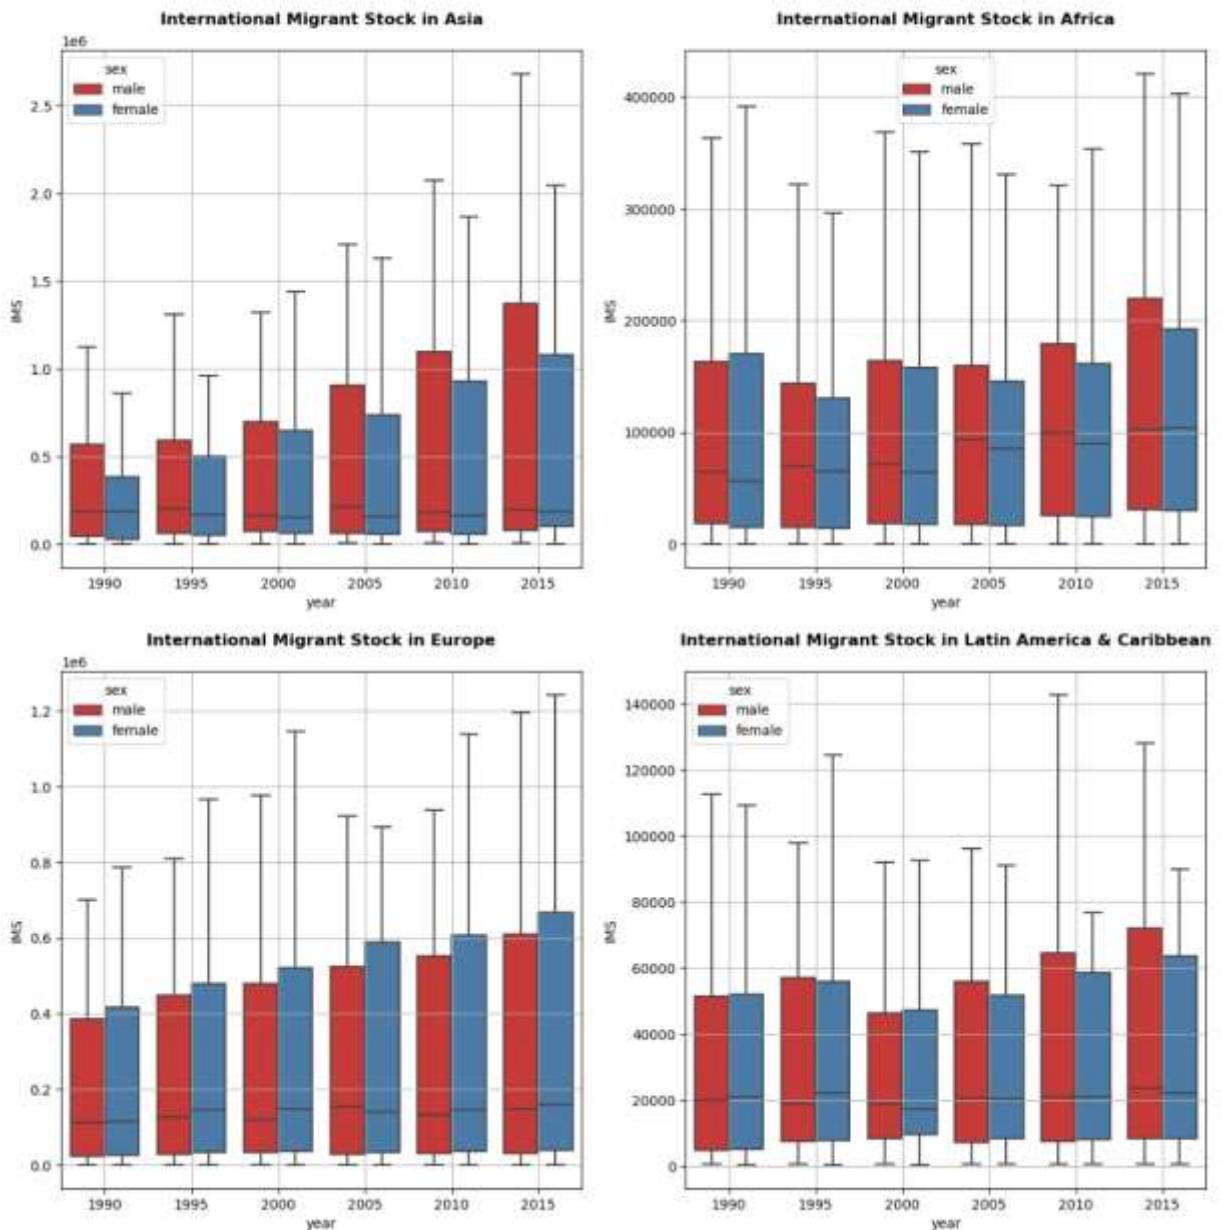 International Migrant Stock in Asia
1e6
sex
male
female
2.5
2.0
1.5
1.0
0.5
0.0
IMS
1990 1995 2000 2005 2010 2015
year
International Migrant Stock in Africa
sex
male
female
400000
300000
200000
100000
0
IMS
1990 1995 2000 2005 2010 2015
year
International Migrant Stock in Europe
1e6
sex
male
female
1.2
1.0
0.8
0.6
0.4
0.2
0.0
IMS
1990 1995 2000 2005 2010 2015
year
International Migrant Stock in Latin America & Caribbean
sex
male
female
140000
120000
100000
80000
60000
40000
20000
0
IMS
1990 1995 2000 2005 2010 2015
year